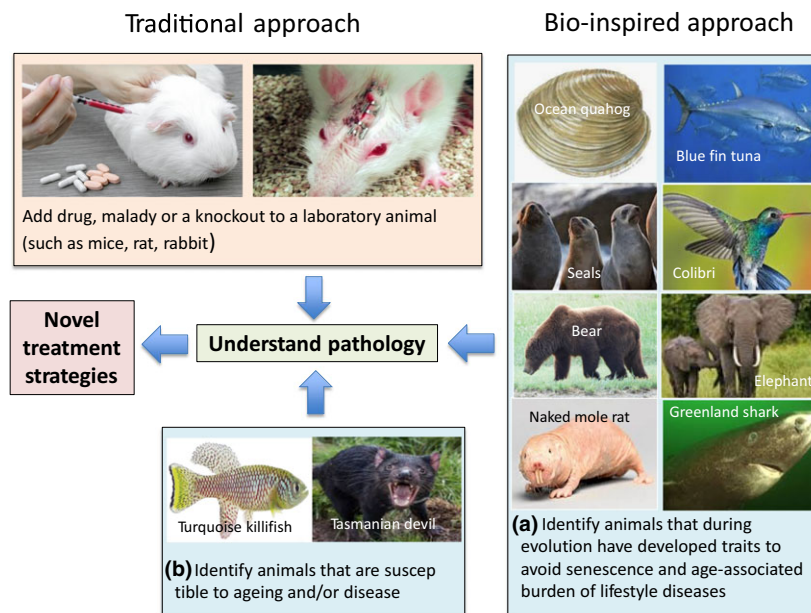 Traditional approach
Bio-inspired approach
Add drug, malady or a knockout to a laboratory animal
(such as mice, rat, rabbit)
Ocean quahog
Blue fin tuna
Seals
Colibri
Bear
Elephant
Naked mole rat
Greenland shark
(a) Identify animals that during
evolution have developed traits to
avoid senescence and age-associated
burden of lifestyle diseases
Novel
treatment
strategies
Understand pathology
Turquoise killifish
Tasmanian devil
(b) Identify animals that are suscep
tible to ageing and/or disease